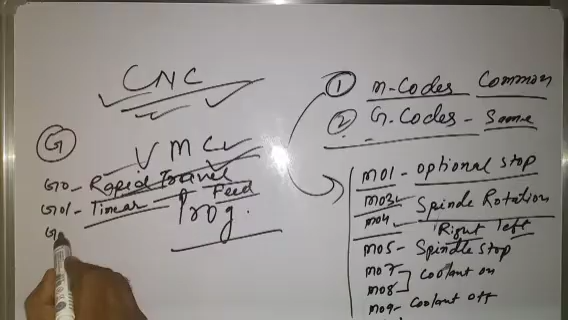 CNC
VMC
Prog.
G
G0 - Rapid Travel
G01 - Linear Feed
G
① M-Codes Common
② G.Codes - Same
M01 - optional stop
M03
M04 Spindle Rotation
Right left
M05 - Spindle stop
M07
M08 Coolant on
M09 - Coolant off